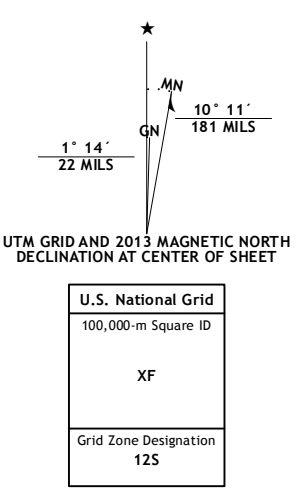 MN
GN
10° 11´
181 MILS
1° 14´
22 MILS
UTM GRID AND 2013 MAGNETIC NORTH
DECLINATION AT CENTER OF SHEET
U.S. National Grid
100,000-m Square ID
XF
Grid Zone Designation
12S